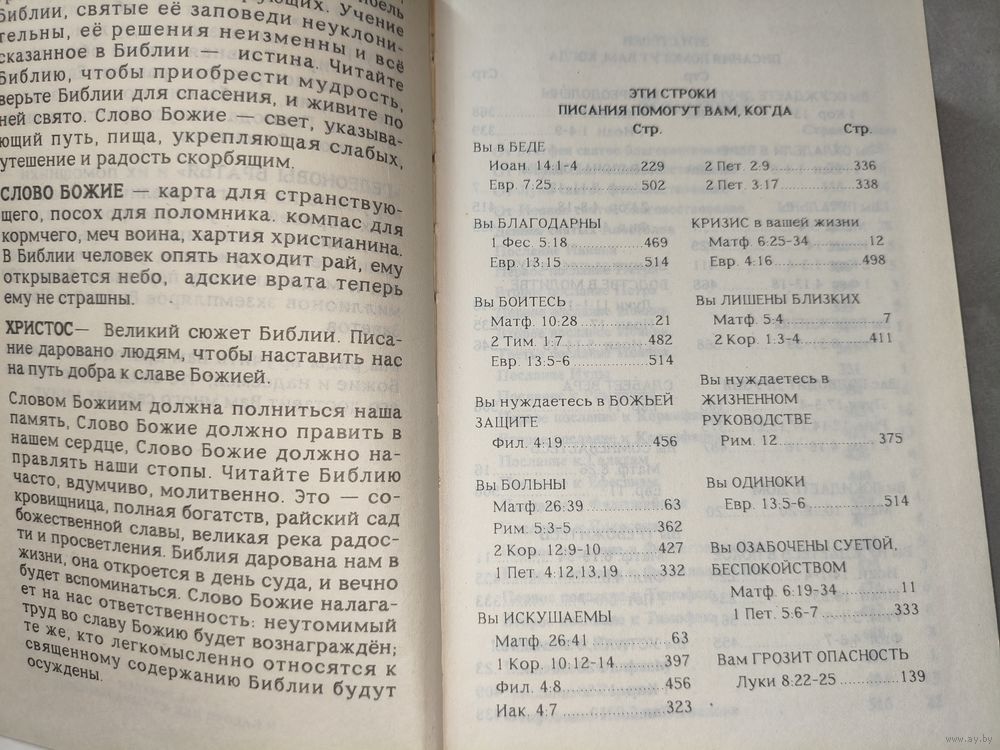 Библии, святые её заповеди неуклони-
тельны, её решения неизменны и всё
сказанное в Библии — истина. Читайте
Библию, чтобы приобрести мудрость,
верьте Библии для спасения, и живите по
ней свято. Слово Божие — свет, указыва-
ющий путь, пища, укрепляющая слабых,
утешение и радость скорбящим.
СЛОВО БОЖИЕ — карта для странствую-
щего, посох для поломника. компас для
кормчего, меч воина, хартия христианина.
В Библии человек опять находит рай, ему
открывается небо, адские врата теперь
ему не страшны.
ХРИСТОС— Великий сюжет Библии. Писа-
ние даровано людям, чтобы наставить нас
на путь добра к славе Божией.
Словом Божиим должна полниться наша
память, Слово Божие должно править в
нашем сердце, Слово Божие должно на-
правлять наши стопы. Читайте Библию
часто, вдумчиво, молитвенно. Это — со-
кровищница, полная богатств, райский сад
божественной славы, великая река радос-
ти и просветления. Библия дарована нам в
жизни, она откроется в день суда, и вечно
будет вспоминаться. Слово Божие налага-
ет на нас ответственность: неутомимый
труд во славу Божию будет вознаграждён;
те же, кто легкомысленно относятся к
священному содержанию Библии будут
осуждены.
ЭТИ СТРОКИ
ПИСАНИЯ ПОМОГУТ ВАМ, КОГДА
Стр.
Вы в БЕДЕ
Иоан. 14.1-4 229
Евр. 7:25 502
Вы БЛАГОДАРНЫ
1 Фес. 5:18 469
Евр. 13:15 514
Вы БОИТЕСЬ
Матф. 10:28 21
2 Тим. 1:7 482
Евр. 13:5-6 514
Вы нуждаетесь в БОЖЬЕЙ
ЗАЩИТЕ
Фил. 4:19 456
Вы БОЛЬНЫ
Матф. 26:39 63
Рим. 5:3-5 362
2 Кор. 12:9-10 427
1 Пет. 4:12,13,19 332
Вы ИСКУШАЕМЫ
Матф. 26:41 63
1 Кор. 10:12-14 397
Фил. 4:8 456
Иак. 4:7 323
Стр.
2 Пет. 2:9 336
2 Пет. 3:17 338
КРИЗИС в вашей жизни
Матф. 6:25-34 12
Евр. 4:16 498
Вы ЛИШЕНЫ БЛИЗКИХ
Матф. 5:4 7
2 Кор. 1.3-4 411
Вы нуждаетесь в
ЖИЗНЕННОМ
РУКОВОДСТВЕ
Рим. 12 375
Вы ОДИНОКИ
Евр. 13:5-6 514
Вы ОЗАБОЧЕНЫ СУЕТОЙ,
БЕСПОКОЙСТВОМ
Матф. 6:19-34 11
1 Пет. 5:6-7 333
Вам ГРОЗИТ ОПАСНОСТЬ
Луки 8:22-25 139
www.ay.by